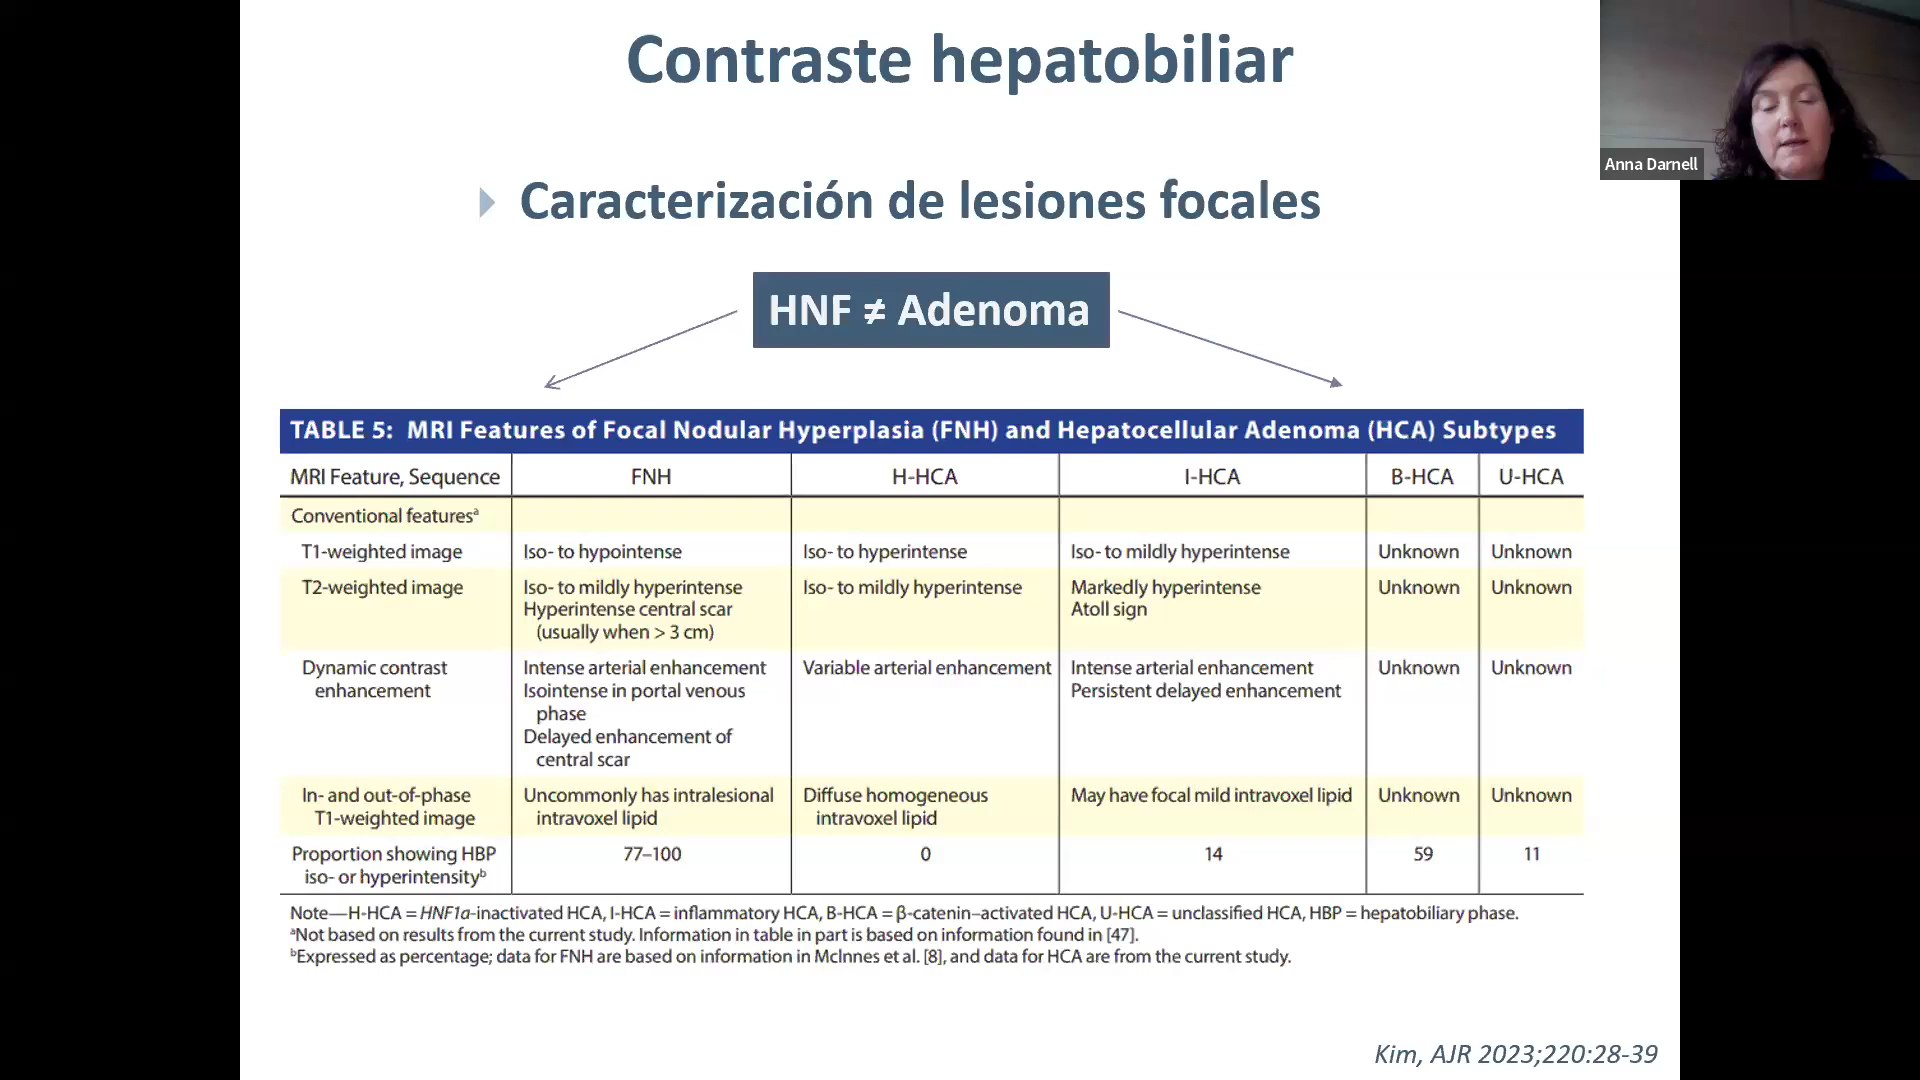 Contraste hepatobiliar
Anna Darnell
Caracterización de lesiones focales
HNF ≠ Adenoma
TABLE 5: MRI Features of Focal Nodular Hyperplasia (FNH) and Hepatocellular Adenoma (HCA) Subtypes
MRI Feature, Sequence FNH H-HCA I-HCA B-HCA U-HCA
Conventional featuresᵃ
T1-weighted image Iso- to hypointense Iso- to hyperintense Iso- to mildly hyperintense Unknown Unknown
T2-weighted image Iso- to mildly hyperintense Iso- to mildly hyperintense Markedly hyperintense Unknown Unknown
Hyperintense central scar Atoll sign
(usually when > 3 cm)
Dynamic contrast Intense arterial enhancement Variable arterial enhancement Intense arterial enhancement Unknown Unknown
enhancement Isointense in portal venous Persistent delayed enhancement
phase
Delayed enhancement of
central scar
In- and out-of-phase Uncommonly has intralesional Diffuse homogeneous May have focal mild intravoxel lipid Unknown Unknown
T1-weighted image intravoxel lipid intravoxel lipid
Proportion showing HBP 77–100 0 14 59 11
iso- or hyperintensityᵇ
Note—H-HCA = HNF1a-inactivated HCA, I-HCA = inflammatory HCA, B-HCA = β-catenin–activated HCA, U-HCA = unclassified HCA, HBP = hepatobiliary phase.
ᵃNot based on results from the current study. Information in table in part is based on information found in [47].
ᵇExpressed as percentage; data for FNH are based on information in McInnes et al. [8], and data for HCA are from the current study.
Kim, AJR 2023;220:28-39